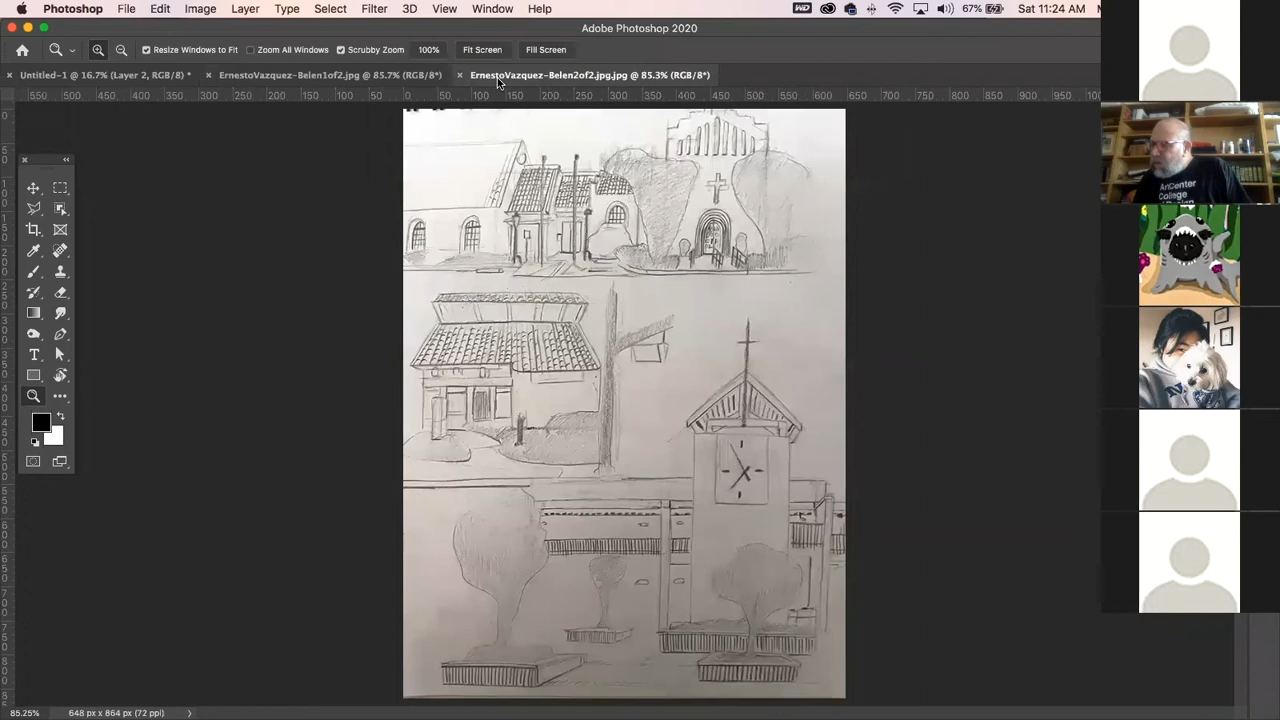 Photoshop File Edit Image Layer Type Select Filter 3D View Window Help 67% Sat 11:24 AM
Adobe Photoshop 2020
Resize Windows to Fit Zoom All Windows Scrubby Zoom 100% Fit Screen Fill Screen
Untitled-1 @ 16.7% (Layer 2, RGB/8) * ErnestoVazquez-Belen1of2.jpg @ 85.7% (RGB/8*) ErnestoVazquez-Belen2of2.jpg.jpg @ 85.3% (RGB/8*)
550 500 450 400 350 300 250 200 150 100 50 0 50 100 150 200 250 300 350 400 450 500 550 600 650 700 750 800 850 900 950
ArtCenter
College
85.25% 648 px x 864 px (72 ppi)